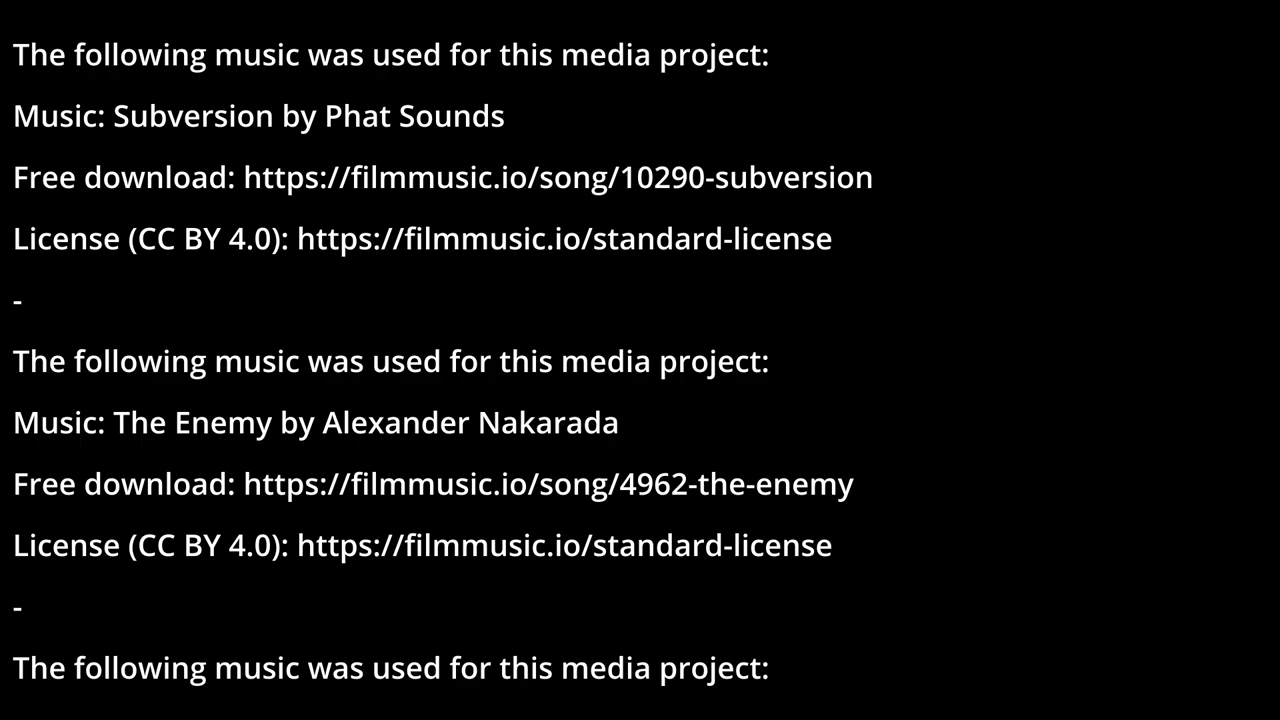 The following music was used for this media project:
Music: Subversion by Phat Sounds
Free download: https://filmmusic.io/song/10290-subversion
License (CC BY 4.0): https://filmmusic.io/standard-license
-
The following music was used for this media project:
Music: The Enemy by Alexander Nakarada
Free download: https://filmmusic.io/song/4962-the-enemy
License (CC BY 4.0): https://filmmusic.io/standard-license
-
The following music was used for this media project: